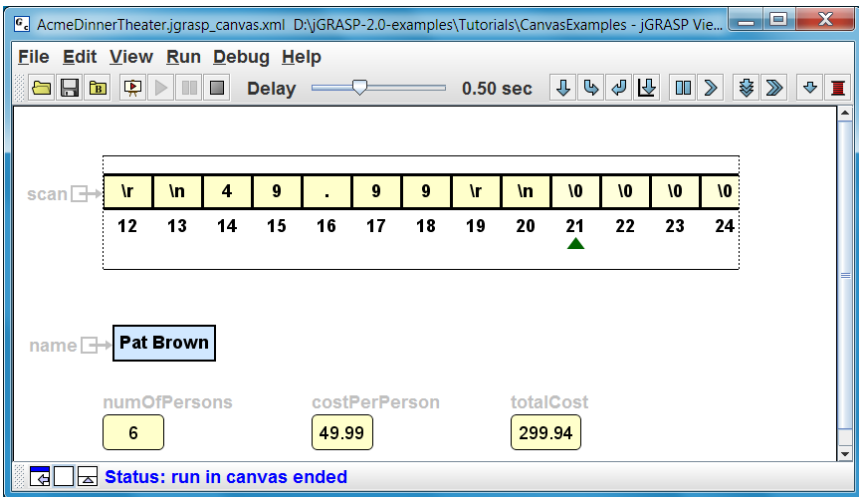 AcmeDinnerTheater.jgrasp_canvas.xml D:\jGRASP-2.0-examples\Tutorials\CanvasExamples - jGRASP Vie...
File Edit View Run Debug Help
Delay 0.50 sec
scan \r \n 4 9 . 9 9 \r \n \0 \0 \0 \0
12 13 14 15 16 17 18 19 20 21 22 23 24
name Pat Brown
numOfPersons costPerPerson totalCost
6 49.99 299.94
Status: run in canvas ended